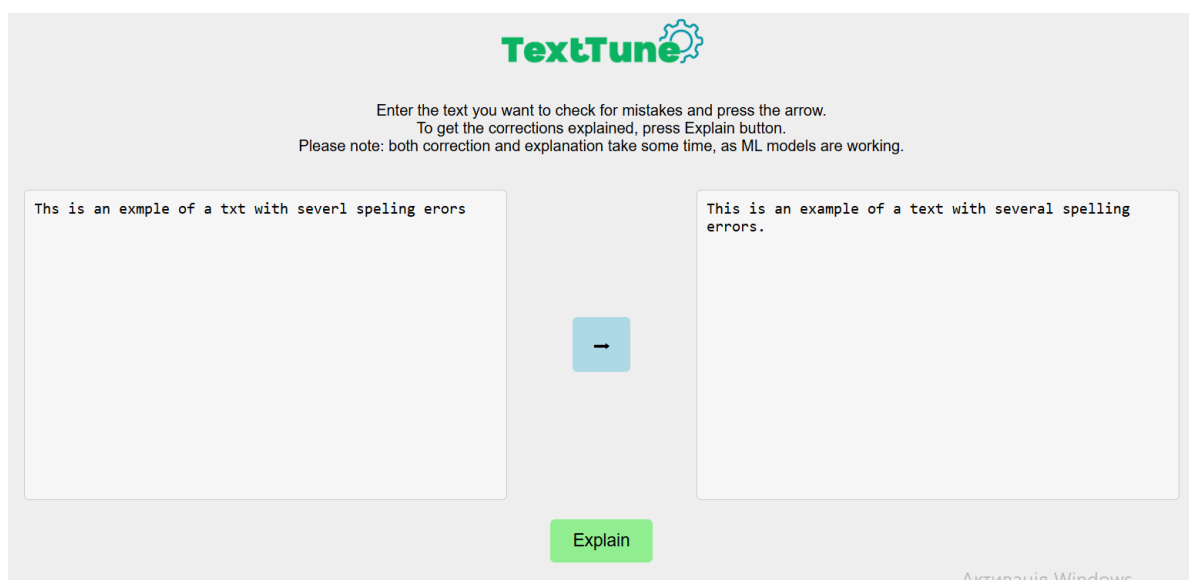 TextTune
Enter the text you want to check for mistakes and press the arrow.
To get the corrections explained, press Explain button.
Please note: both correction and explanation take some time, as ML models are working.
Ths is an exmple of a txt with severl speling erors
This is an example of a text with several spelling
errors.
→
Explain
Активація Windows